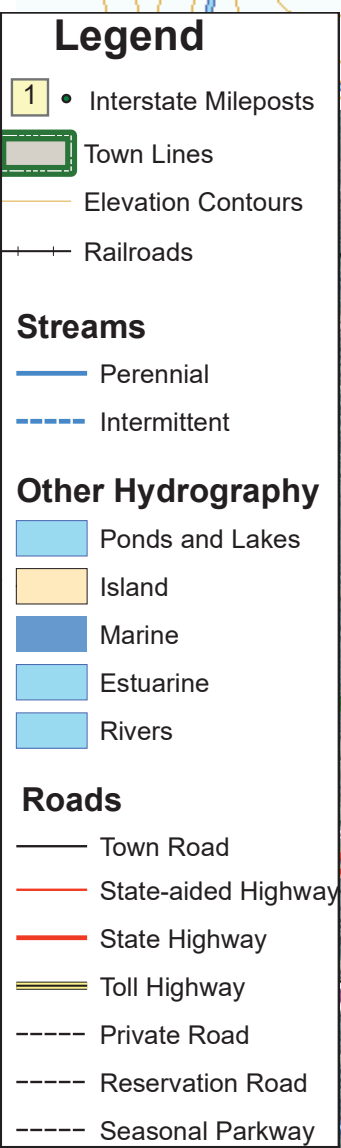 Legend
1 Interstate Mileposts
Town Lines
Elevation Contours
Railroads
Streams
Perennial
Intermittent
Other Hydrography
Ponds and Lakes
Island
Marine
Estuarine
Rivers
Roads
Town Road
State-aided Highway
State Highway
Toll Highway
Private Road
Reservation Road
Seasonal Parkway